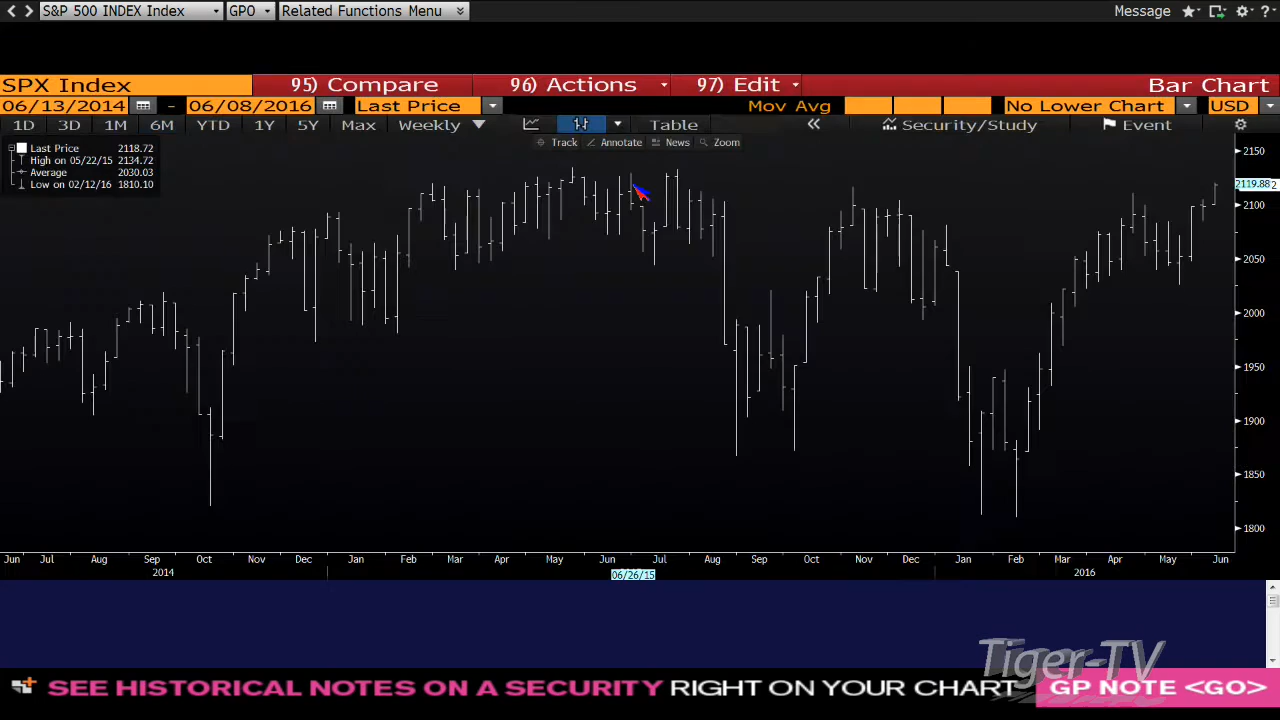 S&P 500 INDEX Index GPO Related Functions Menu Message
SPX Index 95) Compare 96) Actions 97) Edit Bar Chart
06/13/2014 - 06/08/2016 Last Price Mov Avg No Lower Chart USD
1D 3D 1M 6M YTD 1Y 5Y Max Weekly Table Security/Study Event
Track Annotate News Zoom
Last Price 2118.72
High on 05/22/15 2134.72
Average 2030.03
Low on 02/12/16 1810.10
2150
2119.88
2100
2050
2000
1950
1900
1850
1800
Jun Jul Aug Sep Oct Nov Dec Jan Feb Mar Apr May Jun Jul Aug Sep Oct Nov Dec Jan Feb Mar Apr May Jun
2014 06/26/15 2016
Tiger-TV
SEE HISTORICAL NOTES ON A SECURITY RIGHT ON YOUR CHART GP NOTE <GO>